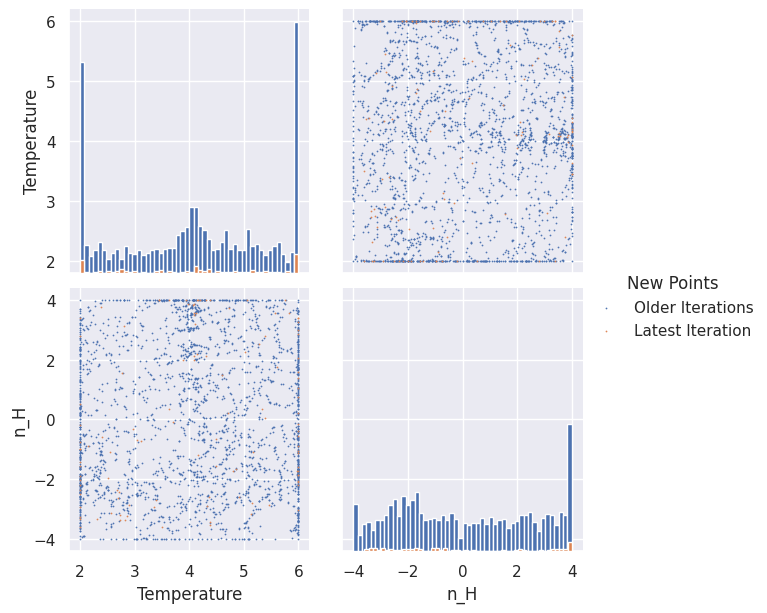 6
5
4
3
2
Temperature
4
2
0
−2
−4
n_H
2 3 4 5 6
Temperature
−4 −2 0 2 4
n_H
New Points
Older Iterations
Latest Iteration